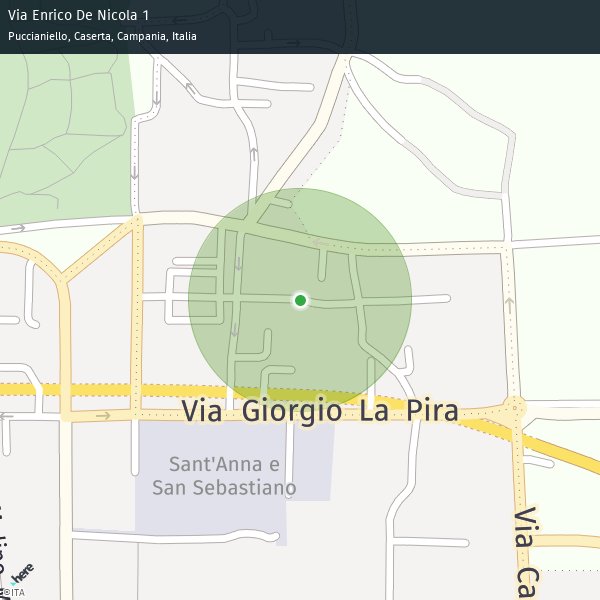 Via Enrico De Nicola 1
Puccianiello, Caserta, Campania, Italia
Via Giorgio La Pira
Sant'Anna e
San Sebastiano
Via Ca
here
©ITA